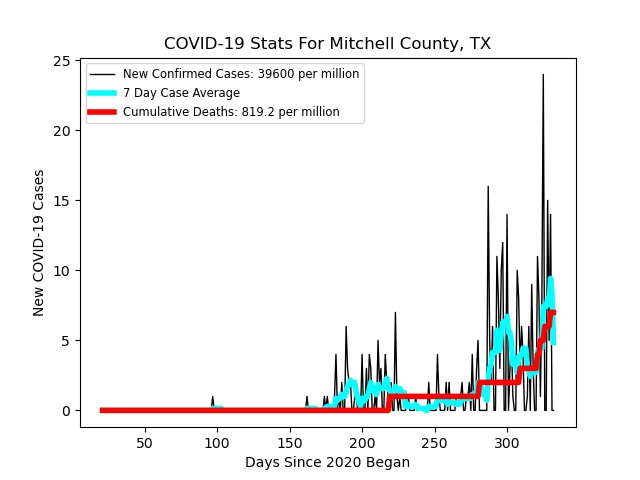 COVID-19 Stats For Mitchell County, TX
New Confirmed Cases: 39600 per million
7 Day Case Average
Cumulative Deaths: 819.2 per million
New COVID-19 Cases
25
20
15
10
5
0
50
100
150
200
250
300
Days Since 2020 Began